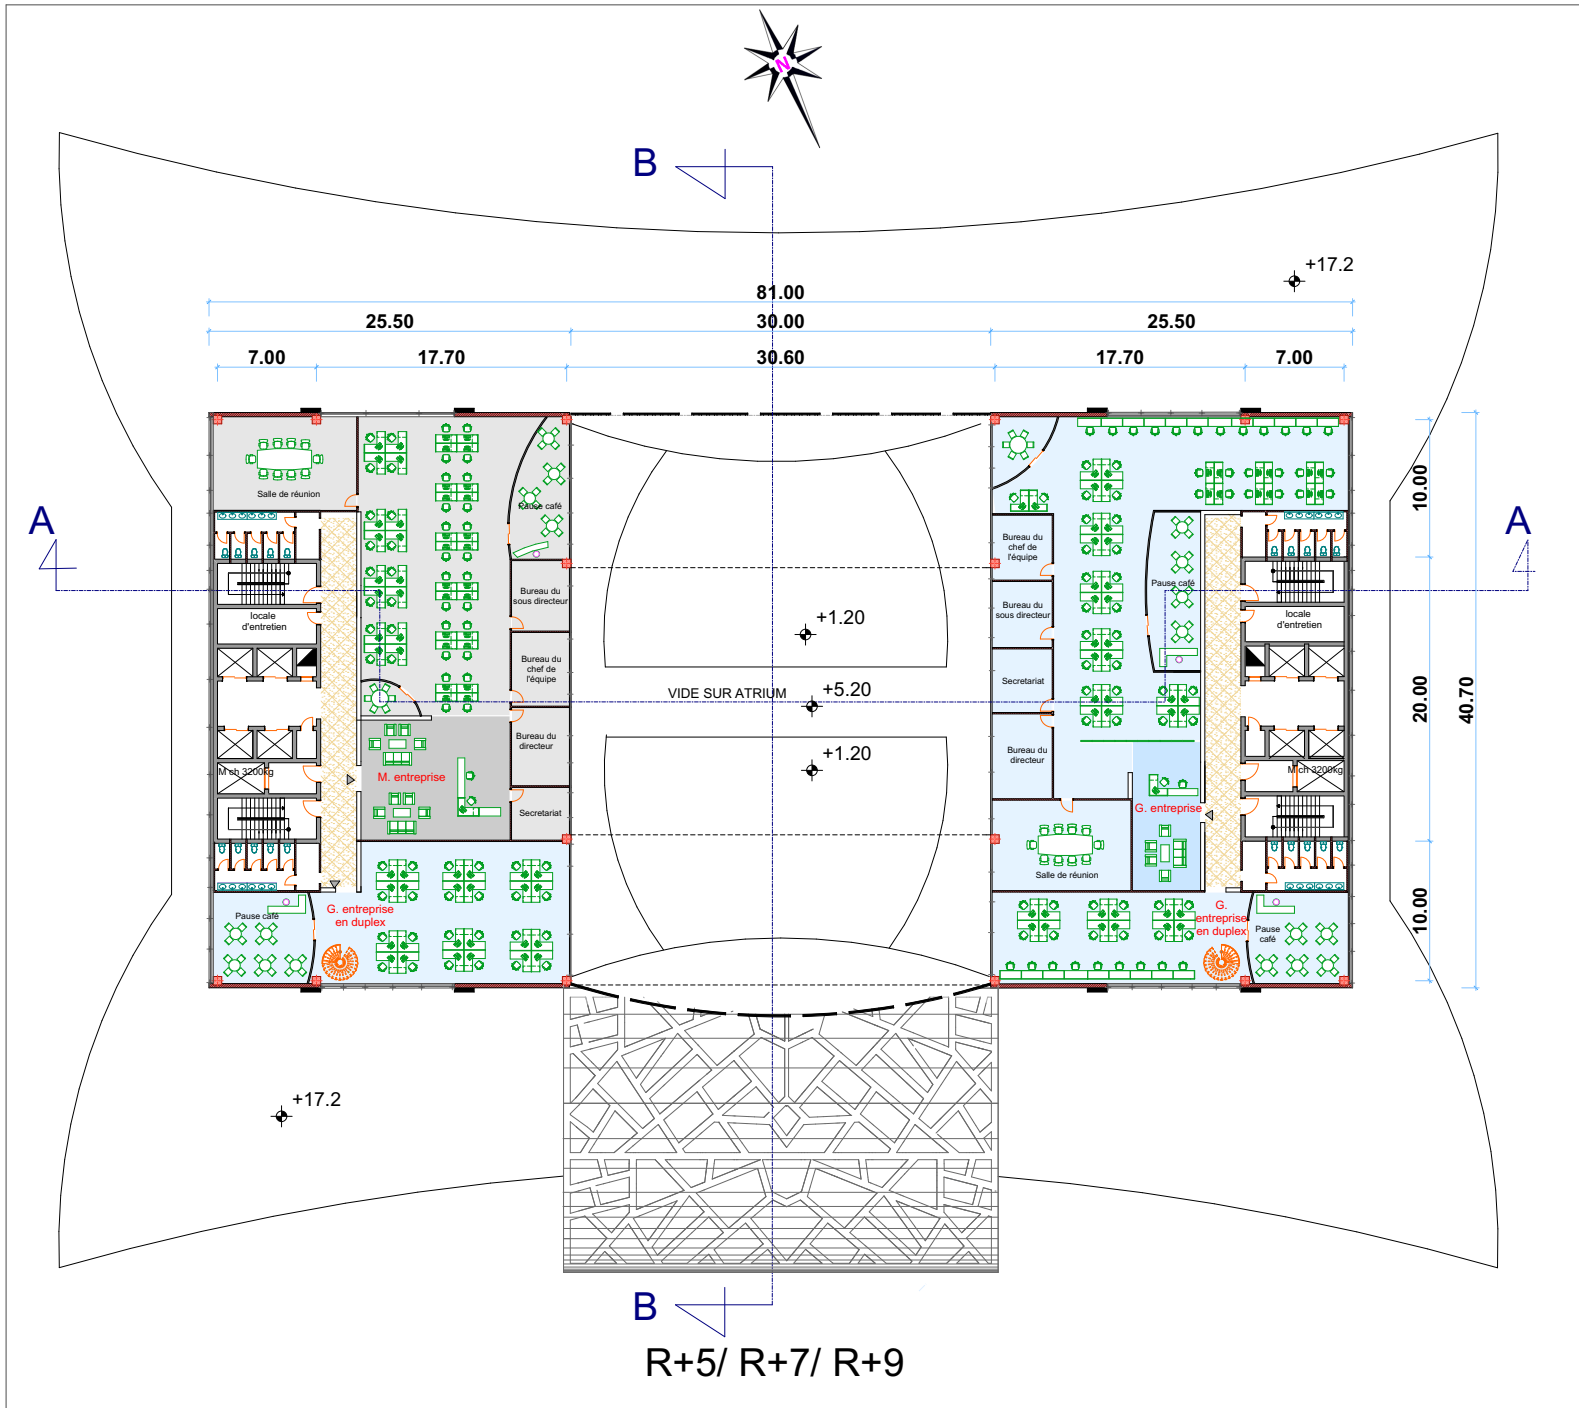 N
B
+17.2
81.00
25.50
30.00
25.50
7.00
17.70
30.60
17.70
7.00
A
A
10.00
20.00
40.70
10.00
Salle de réunion
Pause café
Bureau du
sous directeur
locale
d'entretien
Bureau du
chef de
l'équipe
Bureau du
directeur
M. entreprise
M ch 3200kg
Secretariat
G. entreprise
en duplex
Pause café
+1.20
VIDE SUR ATRIUM
+5.20
+1.20
Bureau du
chef de
l'équipe
Pause café
Bureau du
sous directeur
locale
d'entretien
Secretariat
Bureau du
directeur
M ch 3200kg
G. entreprise
Salle de réunion
G.
entreprise
en duplex
Pause
café
+17.2
B
R+5/ R+7/ R+9